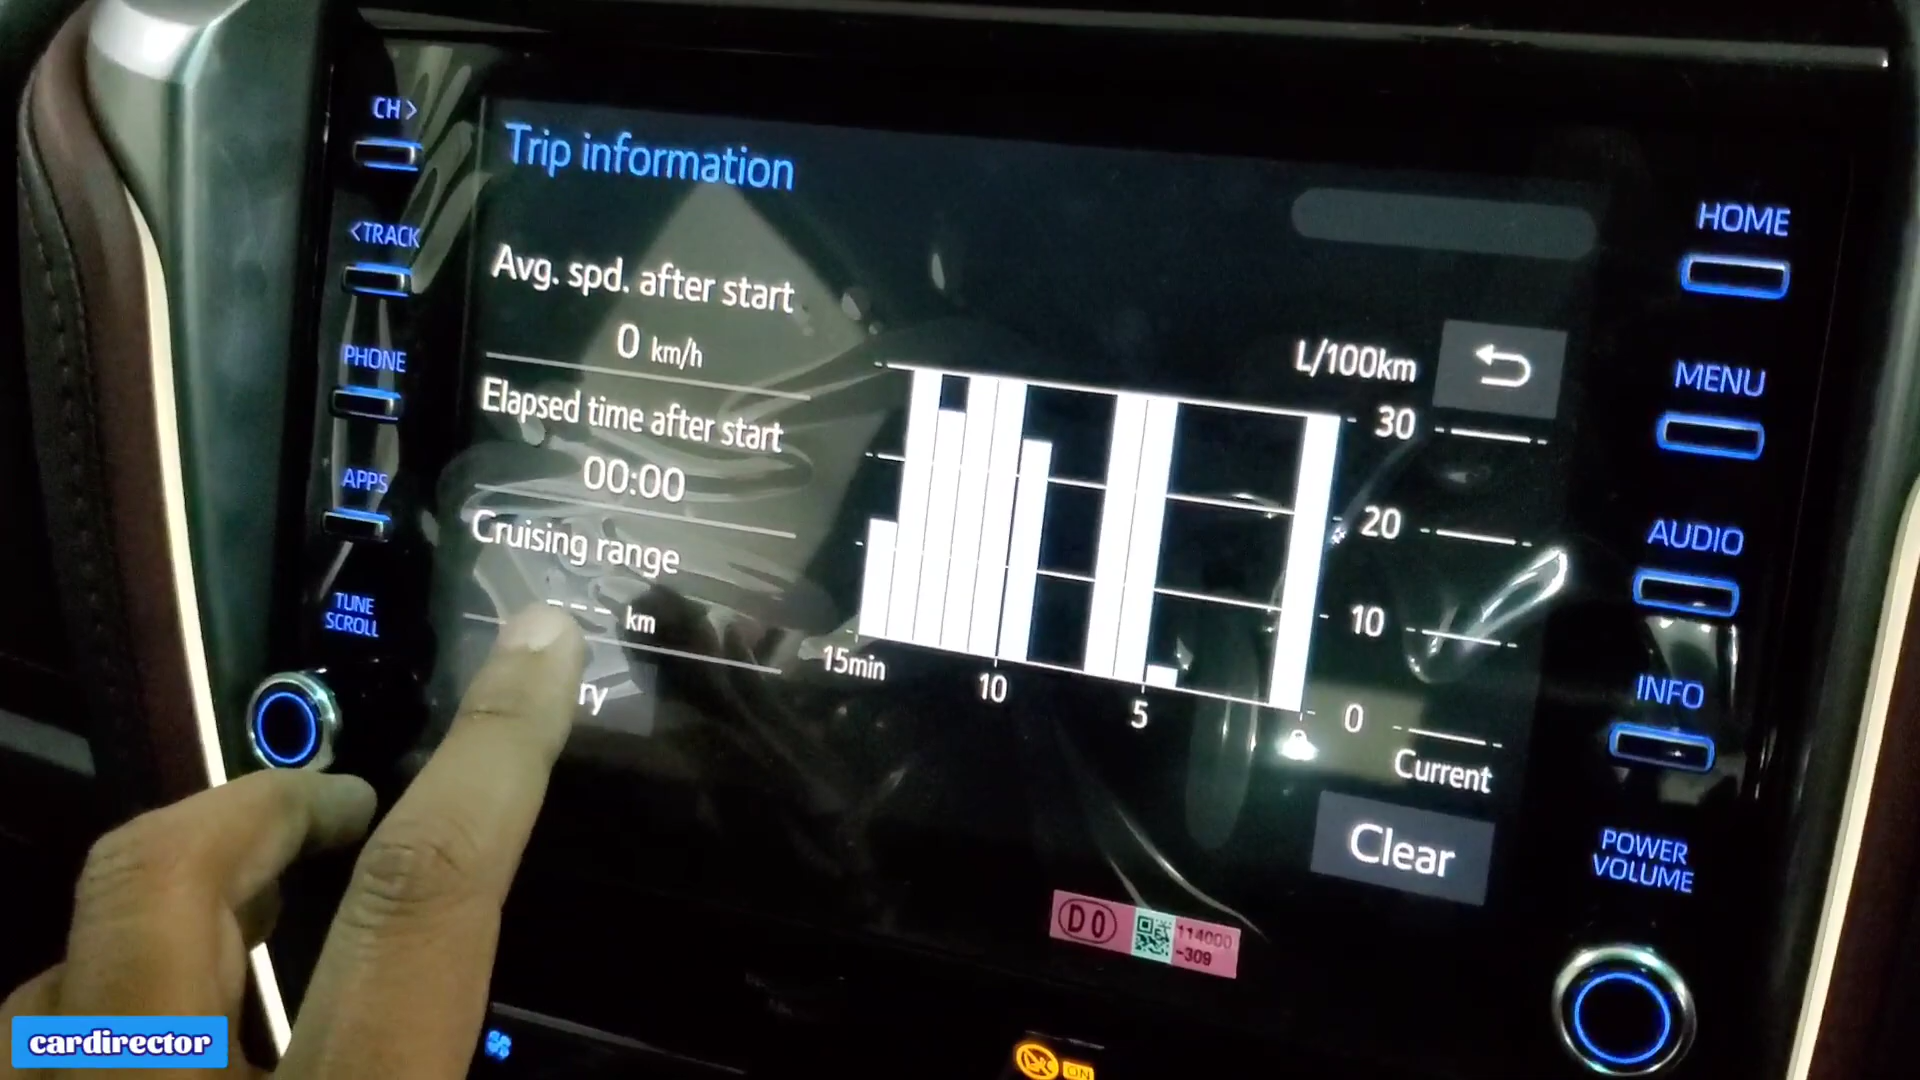 CH>
<TRACK
PHONE
APPS
TUNE
SCROLL
Trip information
Avg. spd. after start
0 km/h
Elapsed time after start
00:00
Cruising range
--- km
ry
L/100km
30
20
10
0
15min
10
5
Current
Clear
HOME
MENU
AUDIO
INFO
POWER
VOLUME
D0
114000
-309
ON
cardirector